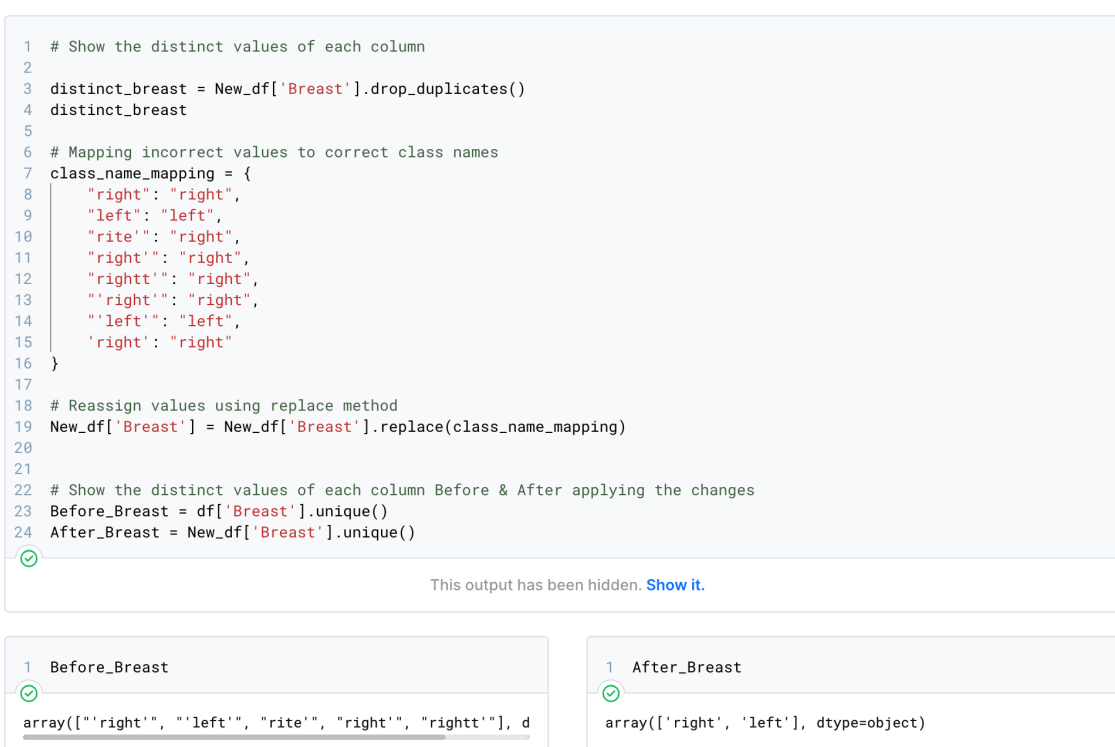 1 # Show the distinct values of each column
2
3 distinct_breast = New_df['Breast'].drop_duplicates()
4 distinct_breast
5
6 # Mapping incorrect values to correct class names
7 class_name_mapping = {
8     "right": "right",
9     "left": "left",
10     "rite'": "right",
11     "right'": "right",
12     "rightt'": "right",
13     "'right'": "right",
14     "'left'": "left",
15     'right': "right"
16 }
17
18 # Reassign values using replace method
19 New_df['Breast'] = New_df['Breast'].replace(class_name_mapping)
20
21
22 # Show the distinct values of each column Before & After applying the changes
23 Before_Breast = df['Breast'].unique()
24 After_Breast = New_df['Breast'].unique()
This output has been hidden. Show it.
1 Before_Breast
array(["'right'", "'left'", "rite'", "right'", "rightt'"], d
1 After_Breast
array(['right', 'left'], dtype=object)